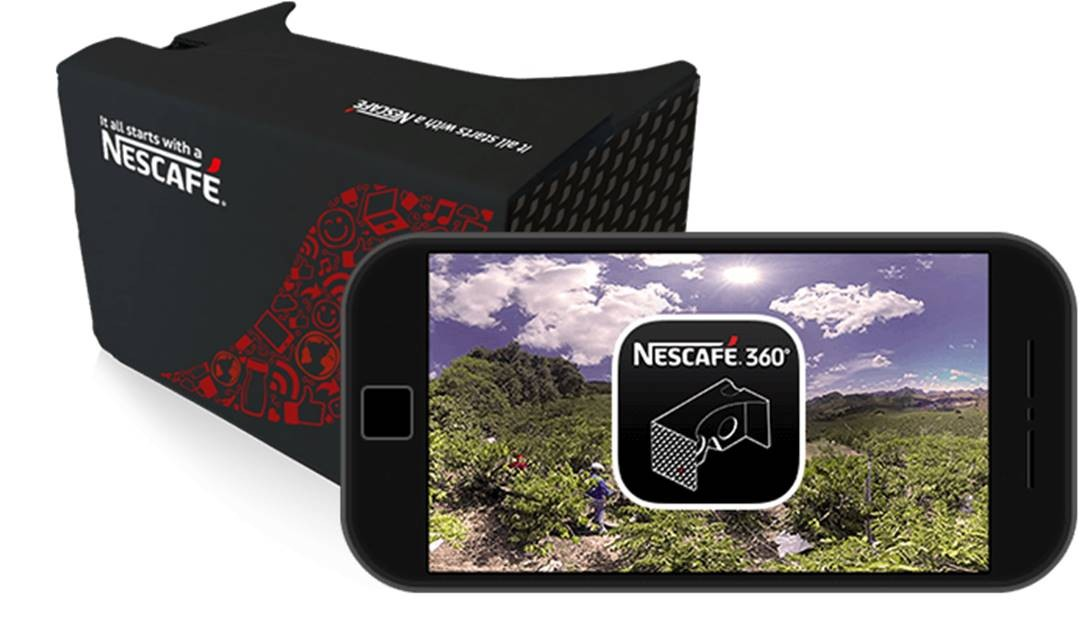 It all starts with a
NESCAFÉ.
It all starts with a NESCAFÉ
NESCAFÉ. 360°